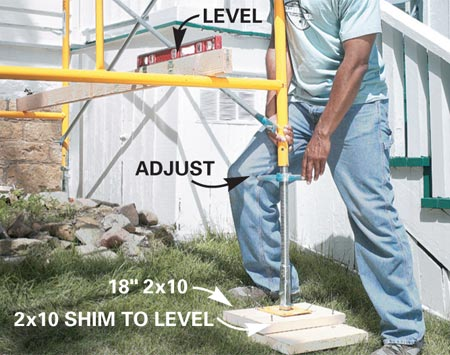 LEVEL
ADJUST
18" 2x10
2x10 SHIM TO LEVEL